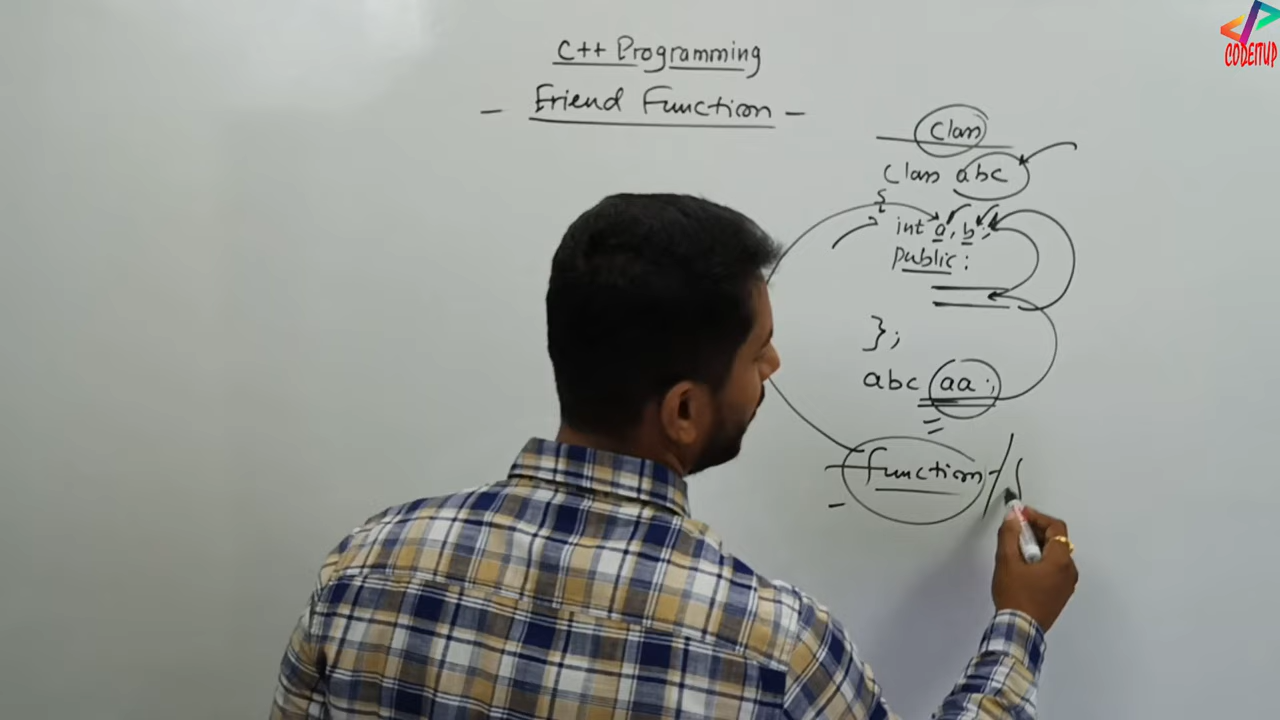 C++ Programming
- Friend Function -
Class
Class abc
{
int a, b;
public:
};
abc aa;
function
CODEITUP